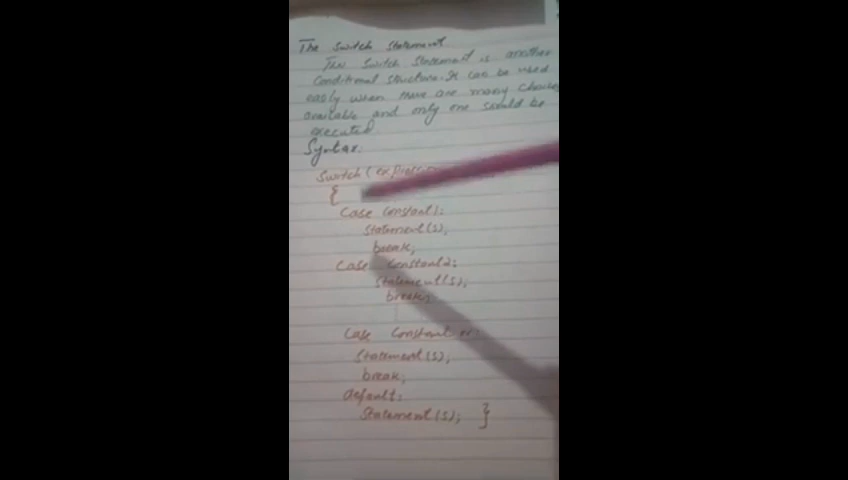 The Switch Statement
The Switch Statement is another
Conditional Structure. It can be used
easily when there are many choices
available and only one should be
executed
Syntax:
Switch (
{
Case Constant1:
Statement(s);
break;
Case Constant2:
Statement(s);
break;
Case Constant n:
Statement(s);
break;
default:
Statement(s); }